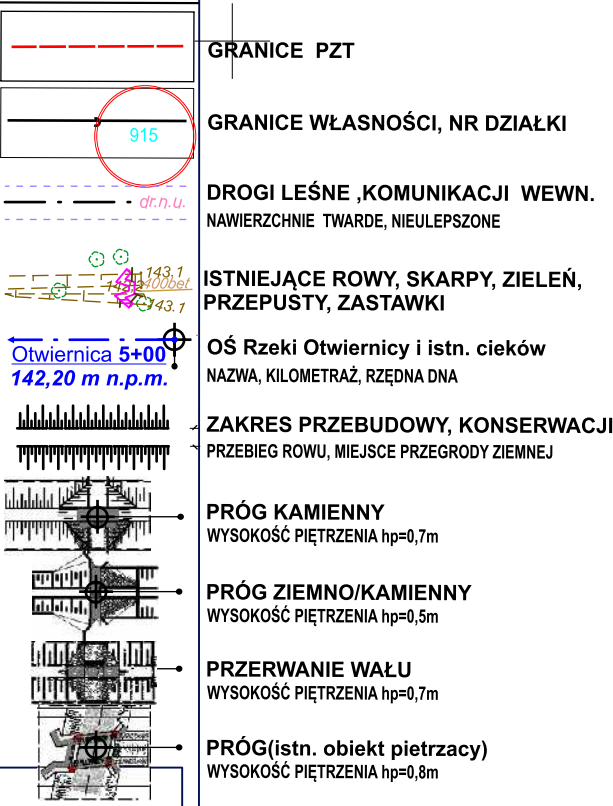 GRANICE PZT
915
GRANICE WŁASNOŚCI, NR DZIAŁKI
dr.n.u.
DROGI LEŚNE ,KOMUNIKACJI WEWN.
NAWIERZCHNIE TWARDE, NIEULEPSZONE
143.1
400bet
143.1
ISTNIEJĄCE ROWY, SKARPY, ZIELEŃ,
PRZEPUSTY, ZASTAWKI
Otwiernica 5+00
142,20 m n.p.m.
OŚ Rzeki Otwiernicy i istn. cieków
NAZWA, KILOMETRAŻ, RZĘDNA DNA
ZAKRES PRZEBUDOWY, KONSERWACJI
PRZEBIEG ROWU, MIEJSCE PRZEGRODY ZIEMNEJ
PRÓG KAMIENNY
WYSOKOŚĆ PIĘTRZENIA hp=0,7m
PRÓG ZIEMNO/KAMIENNY
WYSOKOŚĆ PIĘTRZENIA hp=0,5m
PRZERWANIE WAŁU
WYSOKOŚĆ PIĘTRZENIA hp=0,7m
PRÓG(istn. obiekt pietrzacy)
WYSOKOŚĆ PIĘTRZENIA hp=0,8m